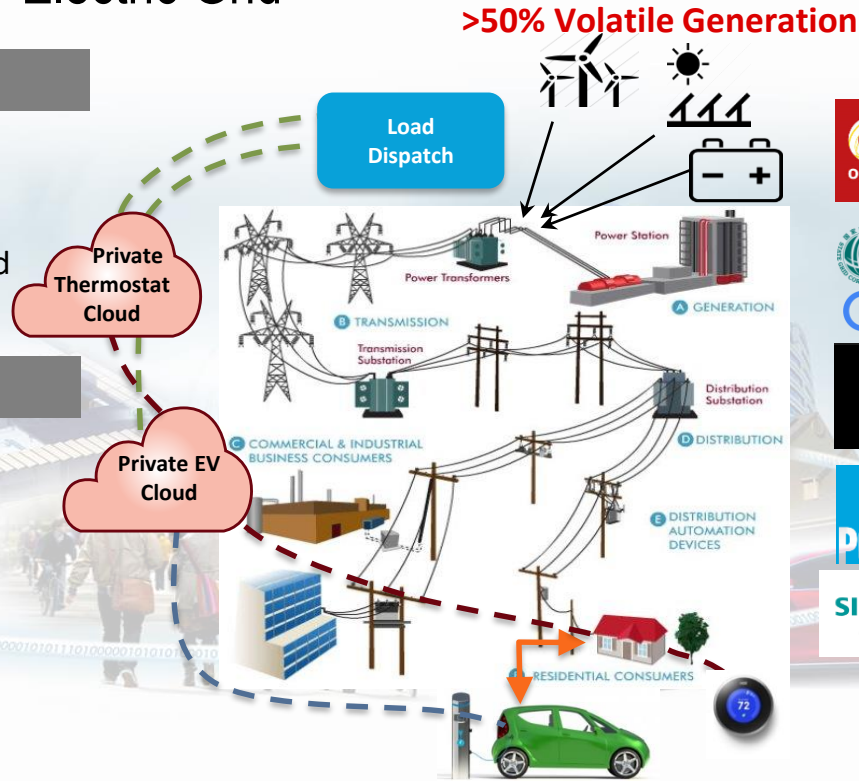 >50% Volatile Generation
Load
Dispatch
Private
Thermostat
Cloud
Power Station
Power Transformers
A GENERATION
B TRANSMISSION
Transmission
Substation
Distribution
Substation
C COMMERCIAL & INDUSTRIAL
BUSINESS CONSUMERS
D DISTRIBUTION
Private EV
Cloud
E DISTRIBUTION
AUTOMATION
DEVICES
RESIDENTIAL CONSUMERS
72